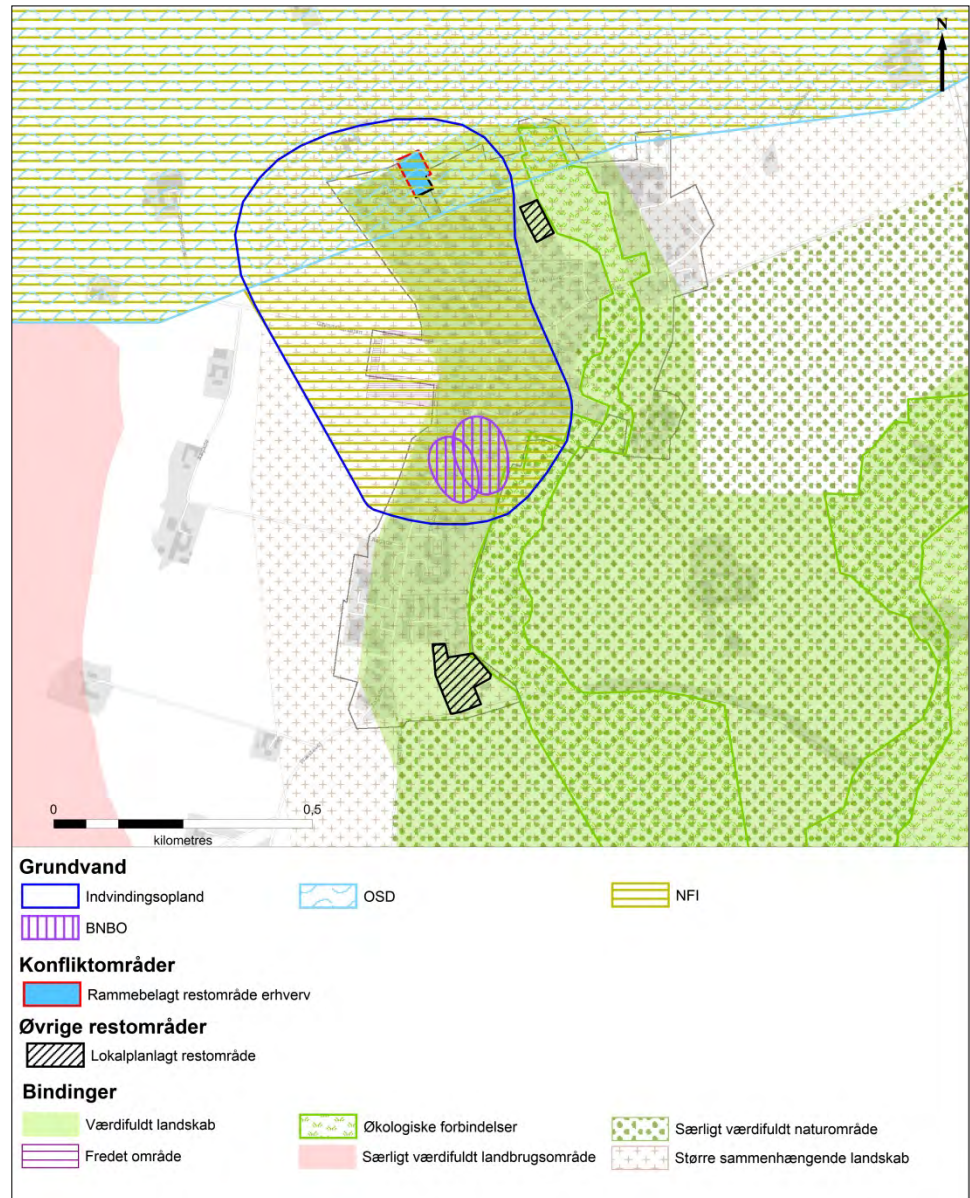 N
0
0,5
kilometres
Grundvand
Indvindingsopland
OSD
NFI
BNBO
Konfliktområder
Rammebelagt restområde erhverv
Øvrige restområder
Lokalplanlagt restområde
Bindinger
Værdifuldt landskab
Økologiske forbindelser
Særligt værdifuldt naturområde
Fredet område
Særligt værdifuldt landbrugsområde
Større sammenhængende landskab